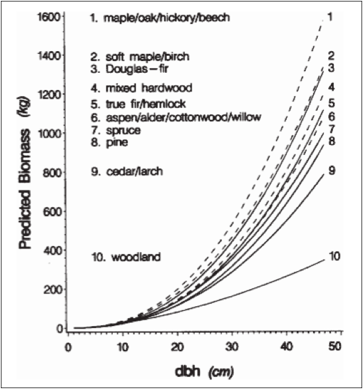 1600
1400
1200
1000
800
600
400
200
0
Predicted Biomass (kg)
1. maple/oak/hickory/beech
2. soft maple/birch
3. Douglas-fir
4. mixed hardwood
5. true fir/hemlock
6. aspen/alder/cottonwood/willow
7. spruce
8. pine
9. cedar/larch
10. woodland
1
2
3
4
5
6
7
8
9
10
0 10 20 30 40 50
dbh (cm)